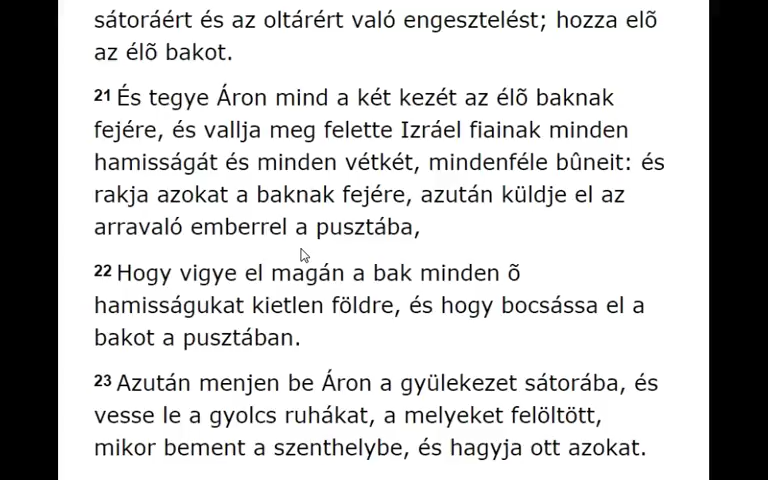 sátoráért és az oltárért való engesztelést; hozza elõ
az élõ bakot.
21 És tegye Áron mind a két kezét az élõ baknak
fejére, és vallja meg felette Izráel fiainak minden
hamisságát és minden vétkét, mindenféle bûneit: és
rakja azokat a baknak fejére, azután küldje el az
arravaló emberrel a pusztába,
22 Hogy vigye el magán a bak minden õ
hamisságukat kietlen földre, és hogy bocsássa el a
bakot a pusztában.
23 Azután menjen be Áron a gyülekezet sátorába, és
vesse le a gyolcs ruhákat, a melyeket felöltött,
mikor bement a szenthelybe, és hagyja ott azokat.